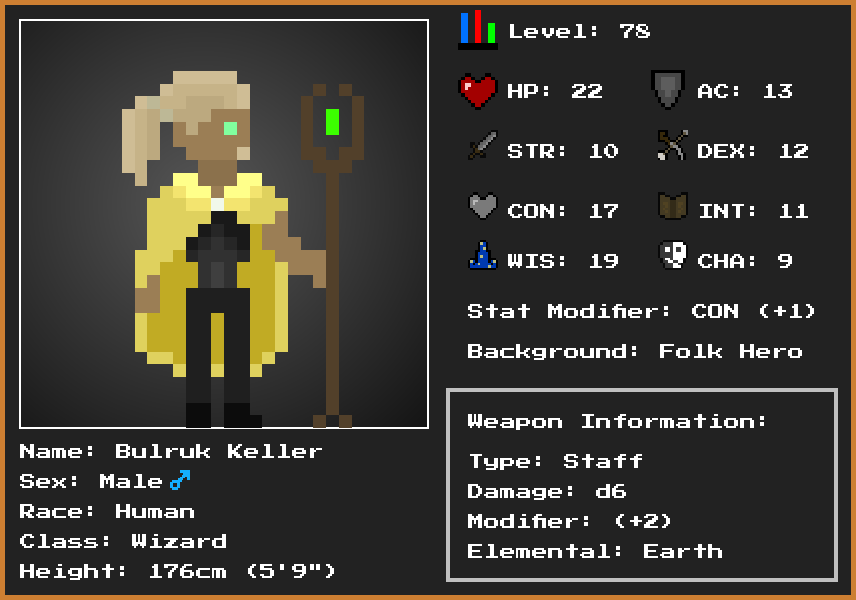 Level: 78
HP: 22 AC: 13
STR: 10 DEX: 12
CON: 17 INT: 11
WIS: 19 CHA: 9
Stat Modifier: CON (+1)
Background: Folk Hero
Weapon Information:
Type: Staff
Damage: d6
Modifier: (+2)
Elemental: Earth
Name: Bulruk Keller
Sex: Male♂
Race: Human
Class: Wizard
Height: 176cm (5'9")